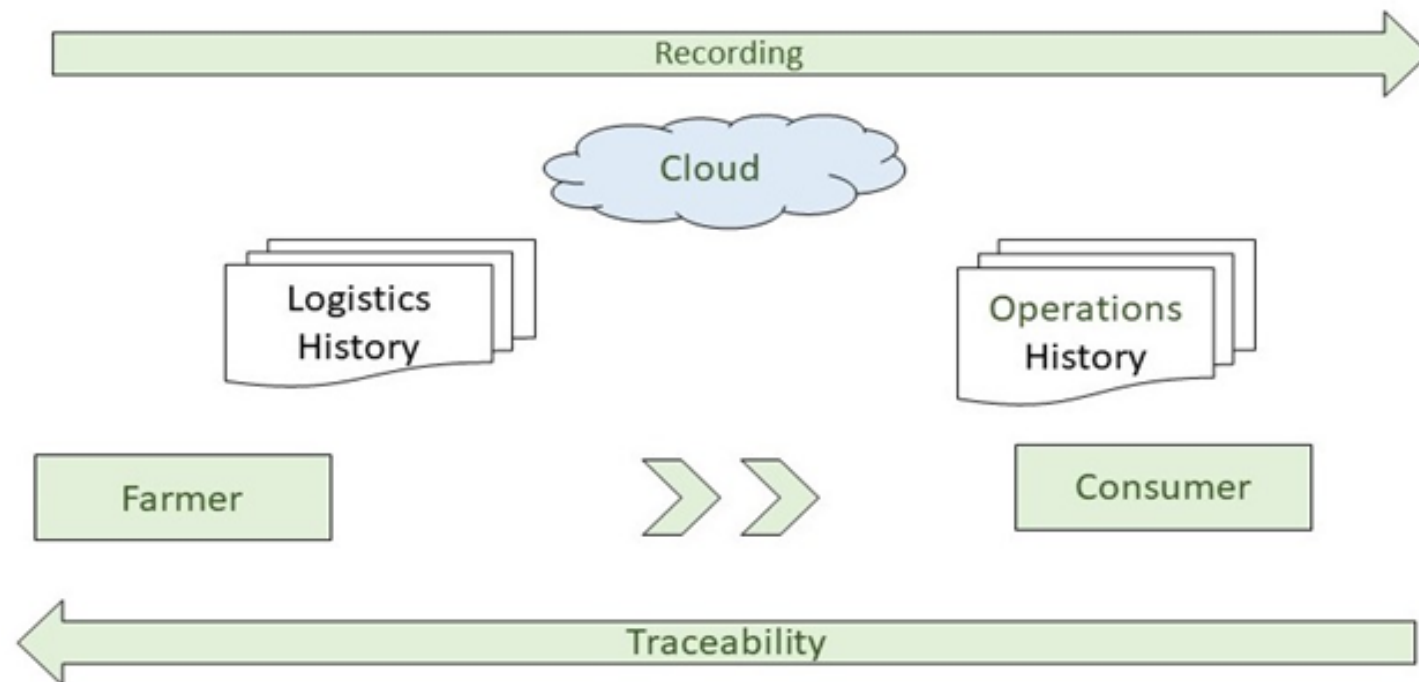 Recording
Cloud
Logistics
History
Operations
History
Farmer
Consumer
Traceability